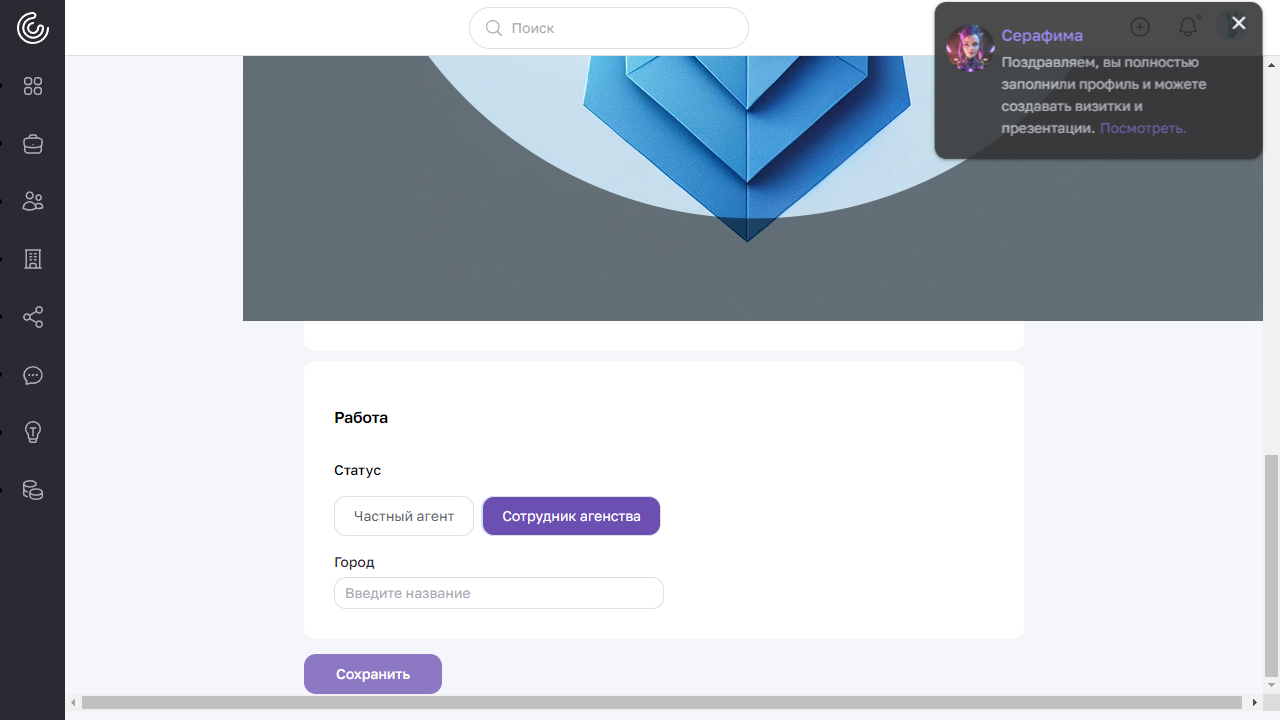 Поиск
Серафима
Поздравляем, вы полностью
заполнили профиль и можете
создавать визитки и
презентации. Посмотреть.
Работа
Статус
Частный агент
Сотрудник агенства
Город
Введите название
Сохранить